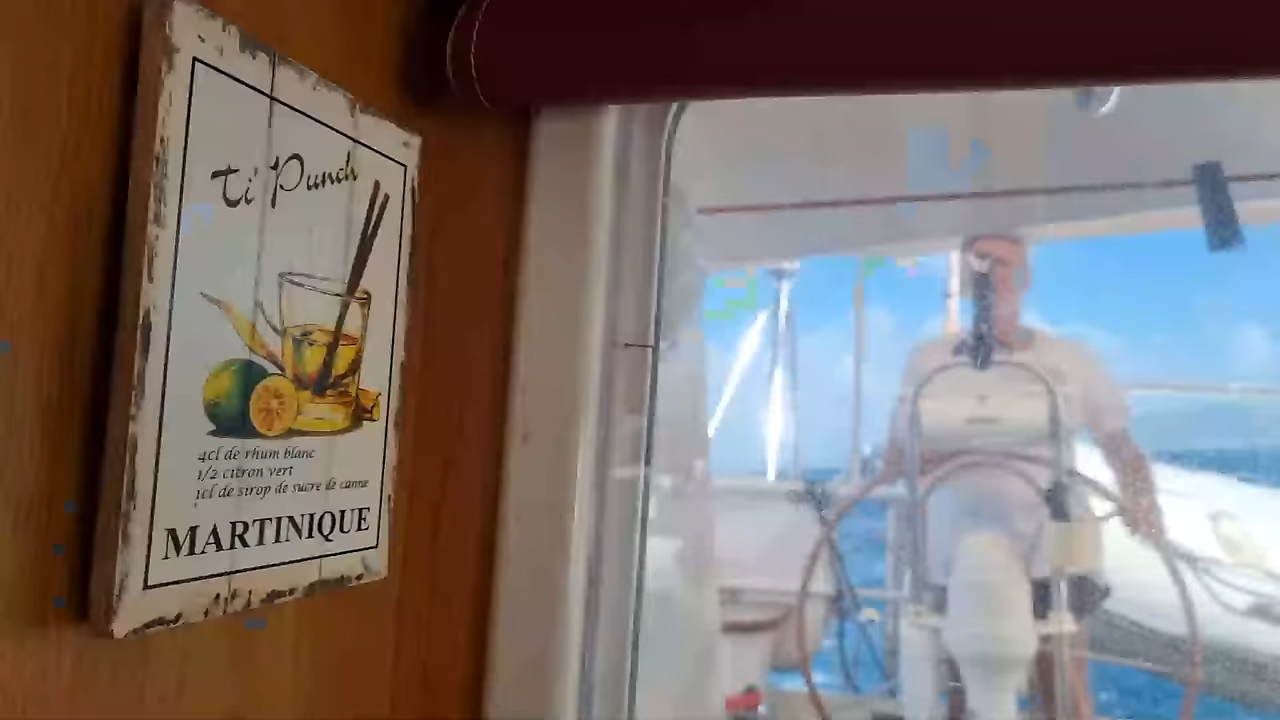 ti' Punch
4cl de rhum blanc
1/2 citron vert
1cl de sirop de sucre de canne
MARTINIQUE